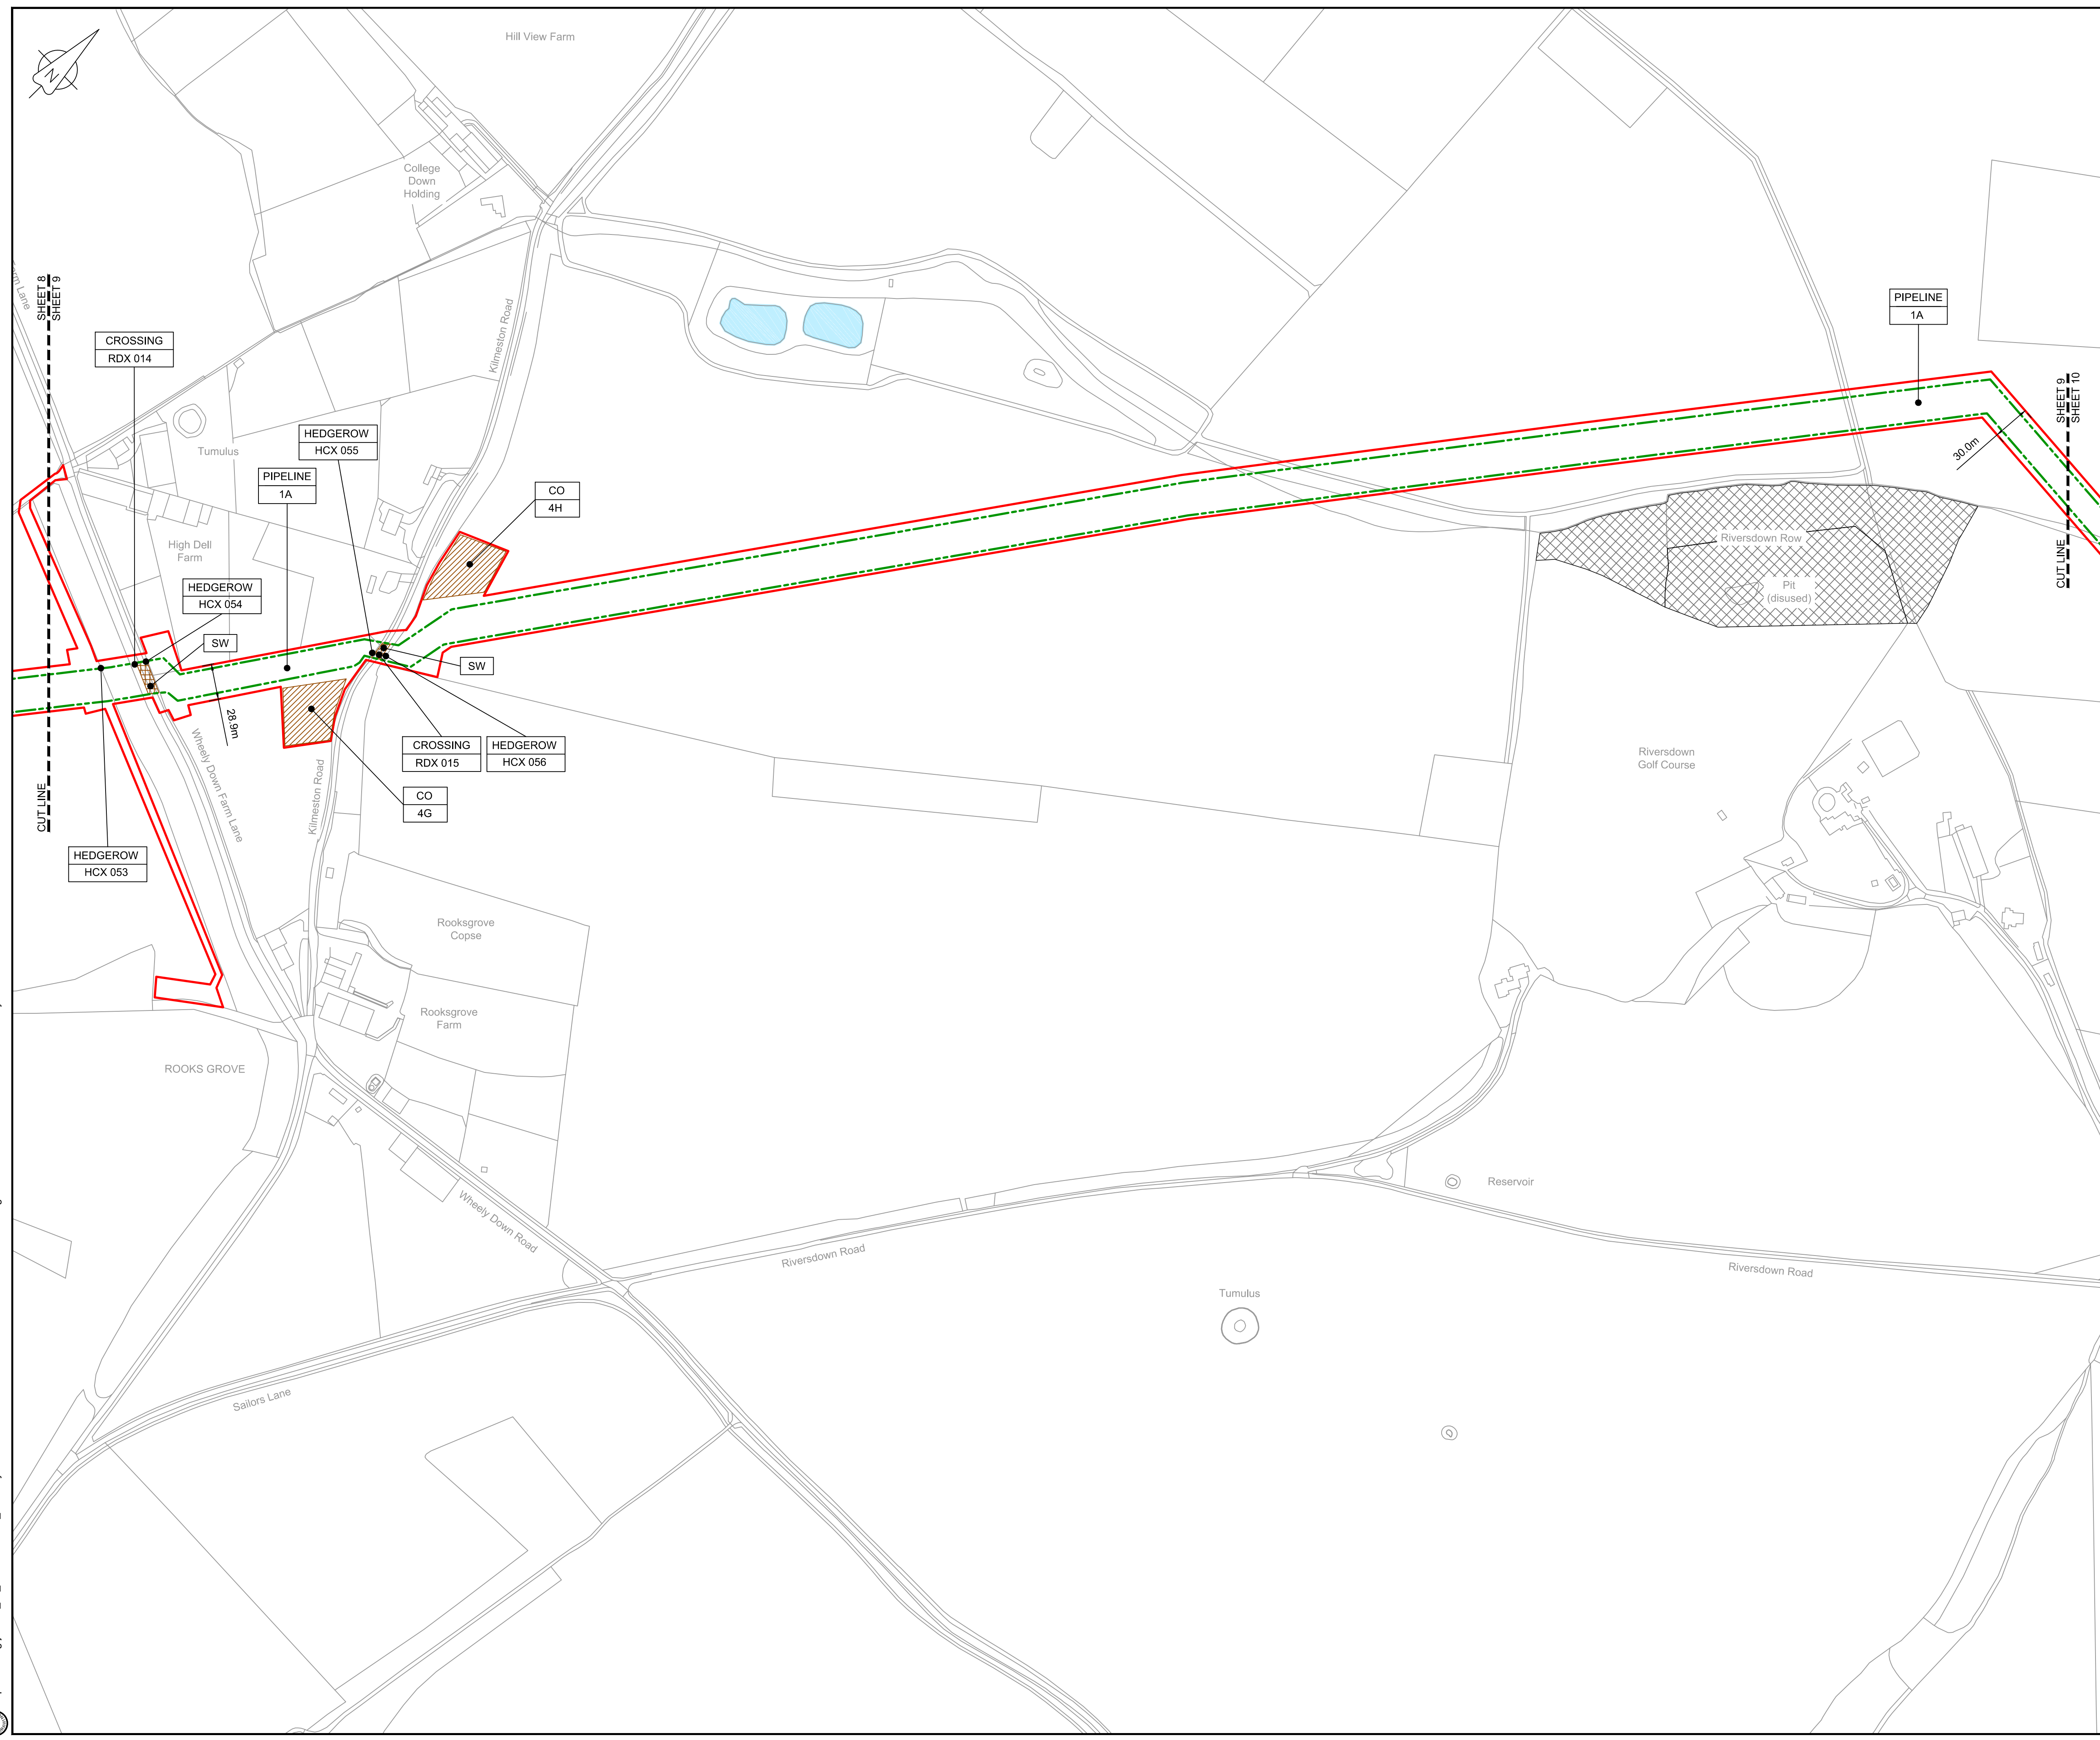 N
Hill View Farm
College
Down
Holding
Farm Lane
SHEET 8
SHEET 9
CROSSING
RDX 014
Kilmeston Road
PIPELINE
1A
SHEET 9
SHEET 10
HEDGEROW
HCX 055
Tumulus
PIPELINE
1A
30.0m
CO
4H
High Dell
Farm
Riversdown Row
CUT LINE
Pit
(disused)
HEDGEROW
HCX 054
SW
SW
28.9m
Wheely Down Farm Lane
CROSSING
RDX 015
HEDGEROW
HCX 056
Riversdown
Golf Course
CUT LINE
Kilmeston Road
CO
4G
HEDGEROW
HCX 053
Rooksgrove
Copse
Rooksgrove
Farm
ROOKS GROVE
Reservoir
Wheely Down Road
Riversdown Road
Riversdown Road
Tumulus
Sailors Lane